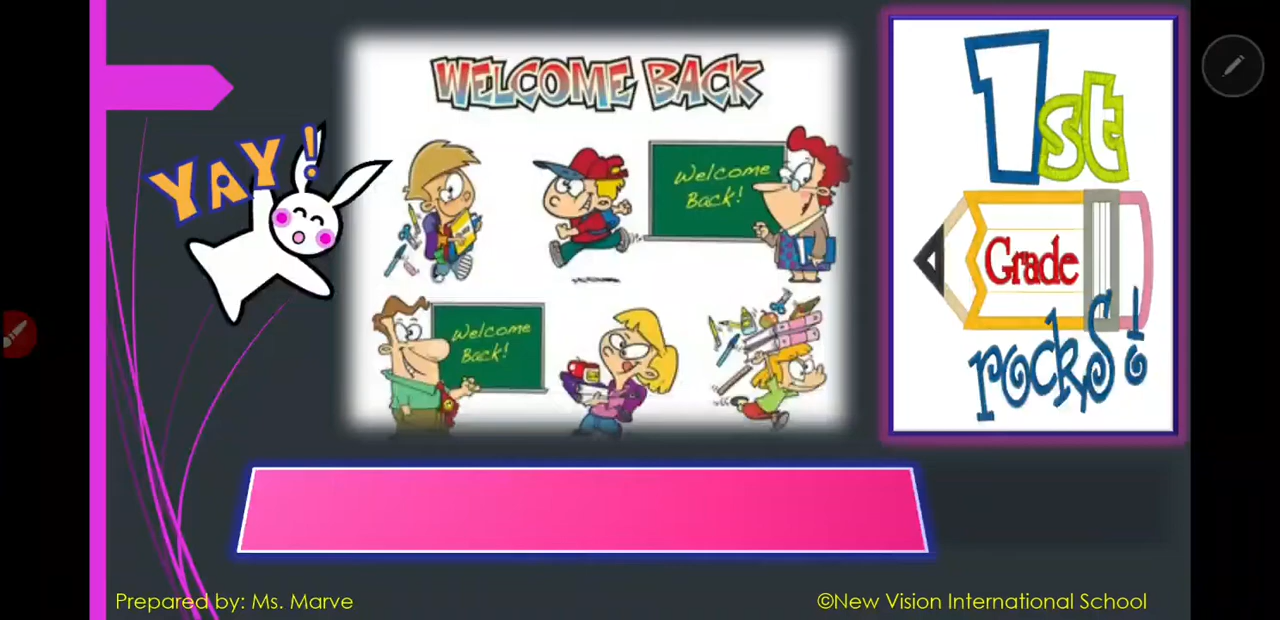 YAY!
WELCOME BACK
Welcome
Back!
Welcome
Back!
1st
Grade
rocks!
Prepared by: Ms. Marve
©New Vision International School